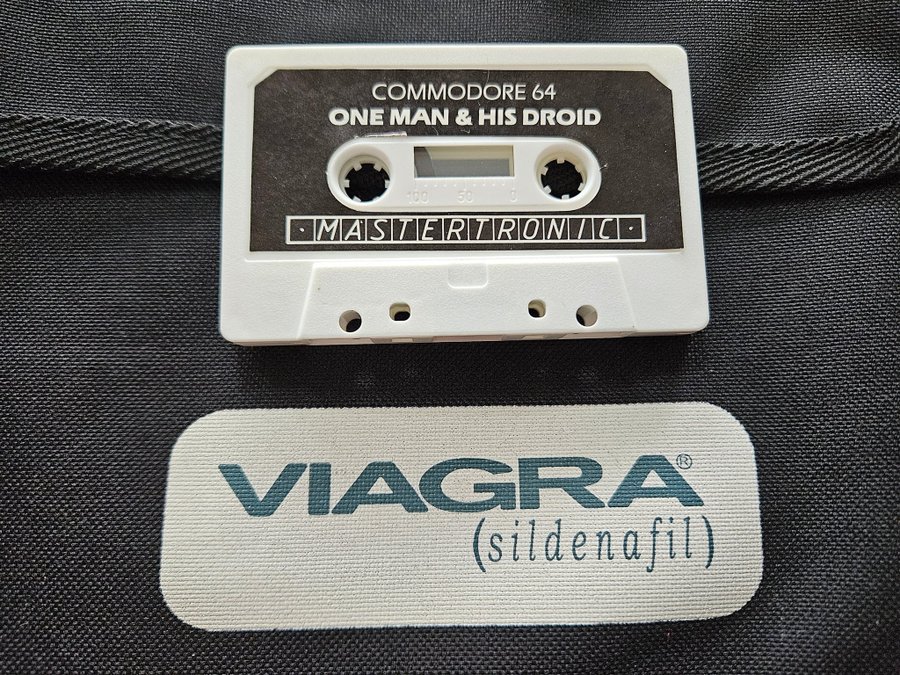 COMMODORE 64
ONE MAN & HIS DROID
100 50 0
· MASTERTRONIC ·
VIAGRA®
(sildenafil)